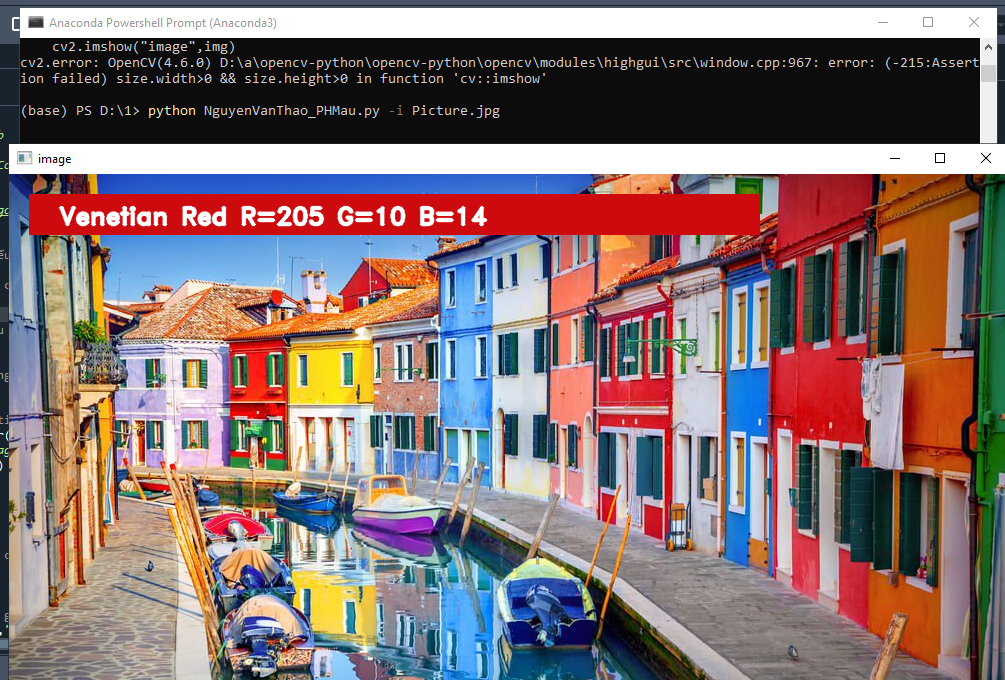 Anaconda Powershell Prompt (Anaconda3)
cv2.imshow("image",img)
cv2.error: OpenCV(4.6.0) D:\a\opencv-python\opencv-python\opencv\modules\highgui\src\window.cpp:967: error: (-215:Assert
ion failed) size.width>0 && size.height>0 in function 'cv::imshow'
(base) PS D:\1> python NguyenVanThao_PHMau.py -i Picture.jpg
image
Venetian Red R=205 G=10 B=14